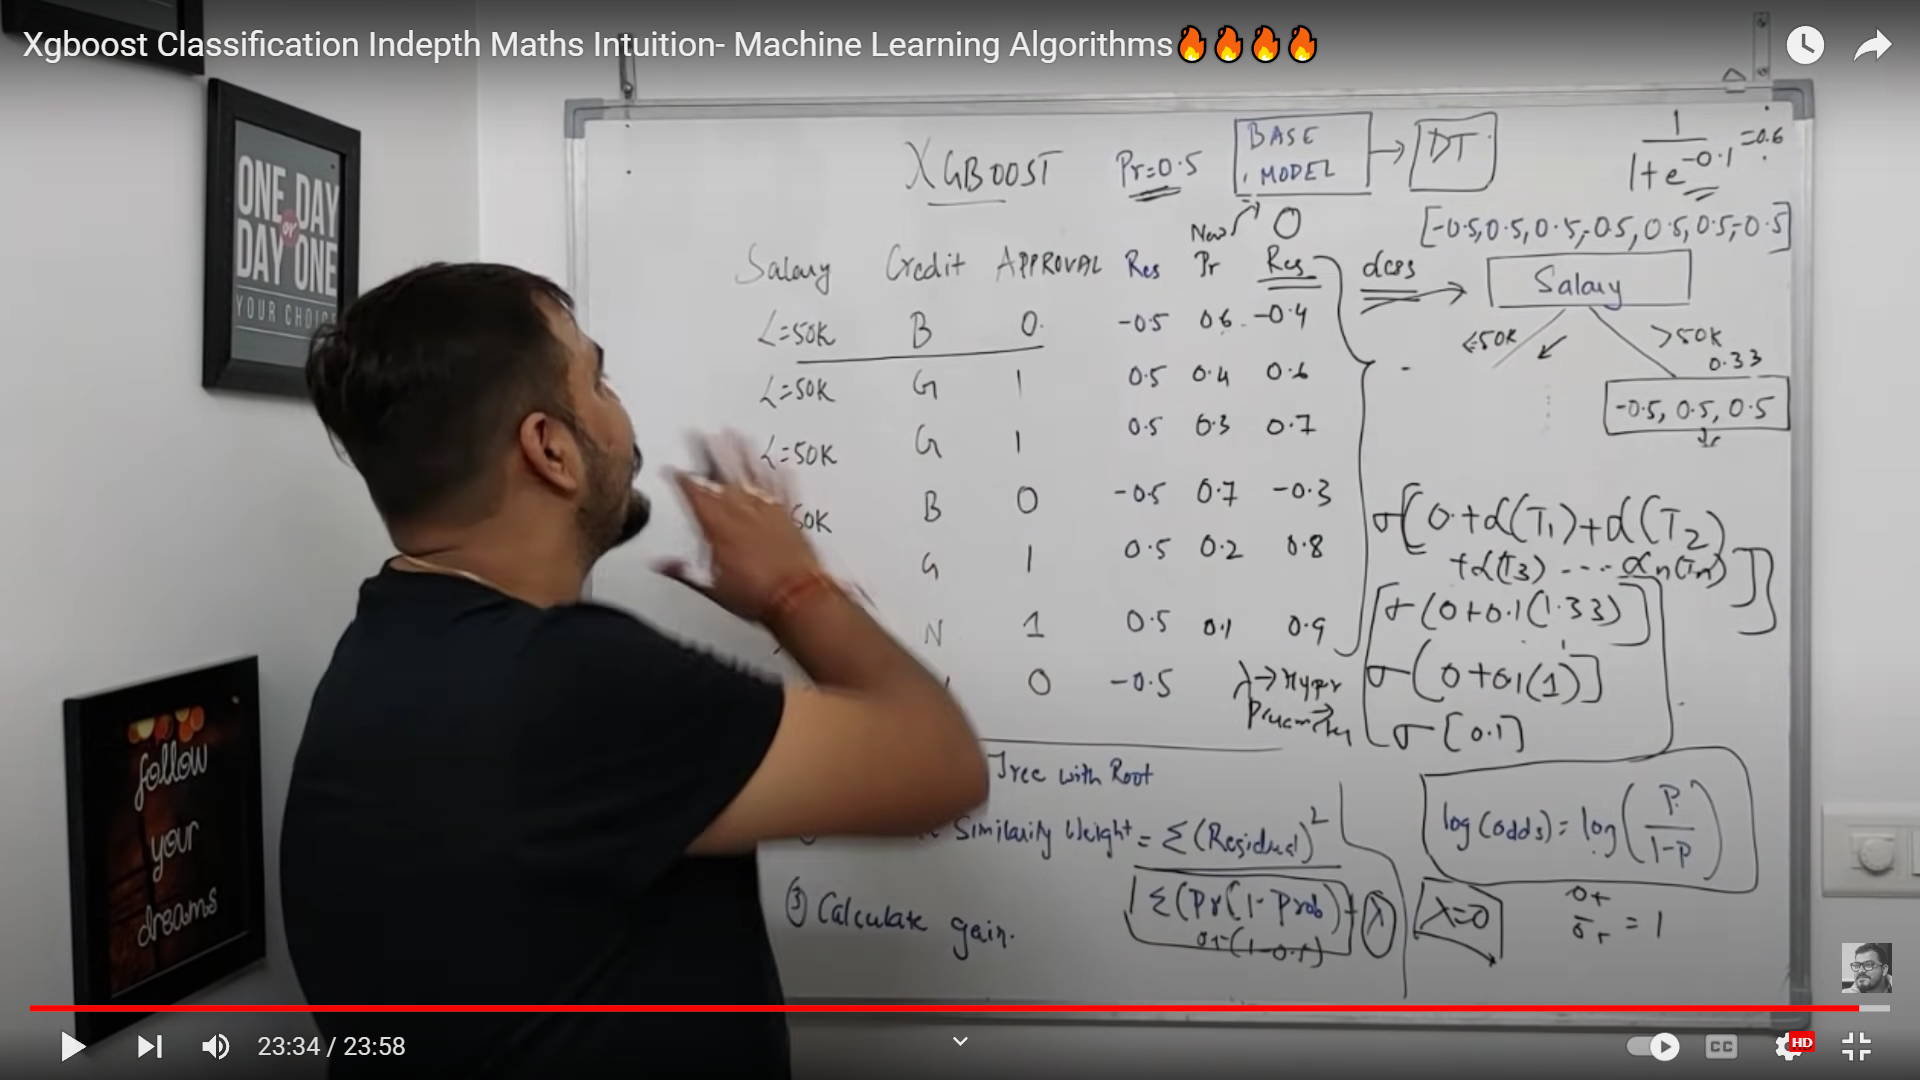 Xgboost Classification Indepth Maths Intuition- Machine Learning Algorithms🔥🔥🔥🔥
ONE DAY
or
DAY ONE
YOUR CHOICE
follow
your
dreams
XGBOOST Pr=0.5
BASE
MODEL
DT
1
1+e^-0.1 =0.6
[-0.5, 0.5, 0.5, -0.5, 0.5, 0.5, -0.5]
New 0
Salary Credit APPROVAL Res Pr Res
<=50K B 0 -0.5 0.6 -0.4
<=50K G 1 0.5 0.4 0.6
<=50K G 1 0.5 0.3 0.7
50K B 0 -0.5 0.7 -0.3
G 1 0.5 0.2 0.8
N 1 0.5 0.1 0.9
0 -0.5
λ→Hyper
Salary
<=50K >50K
0.33
-0.5, 0.5, 0.5
σ[0+α(T1)+α(T2)
+α(T3) ---- αn(Tn)]
σ(0+0.1(1.33)]
σ(0+0.1(1)]
σ[0.1]
Tree with Root
Similarity Weight = Σ(Residual)²
Σ(Pr(1-Prob)+λ
③ Calculate gain.
log(odds)= log(P/1-P)
λ=0
= 1
23:34 / 23:58
CC
HD